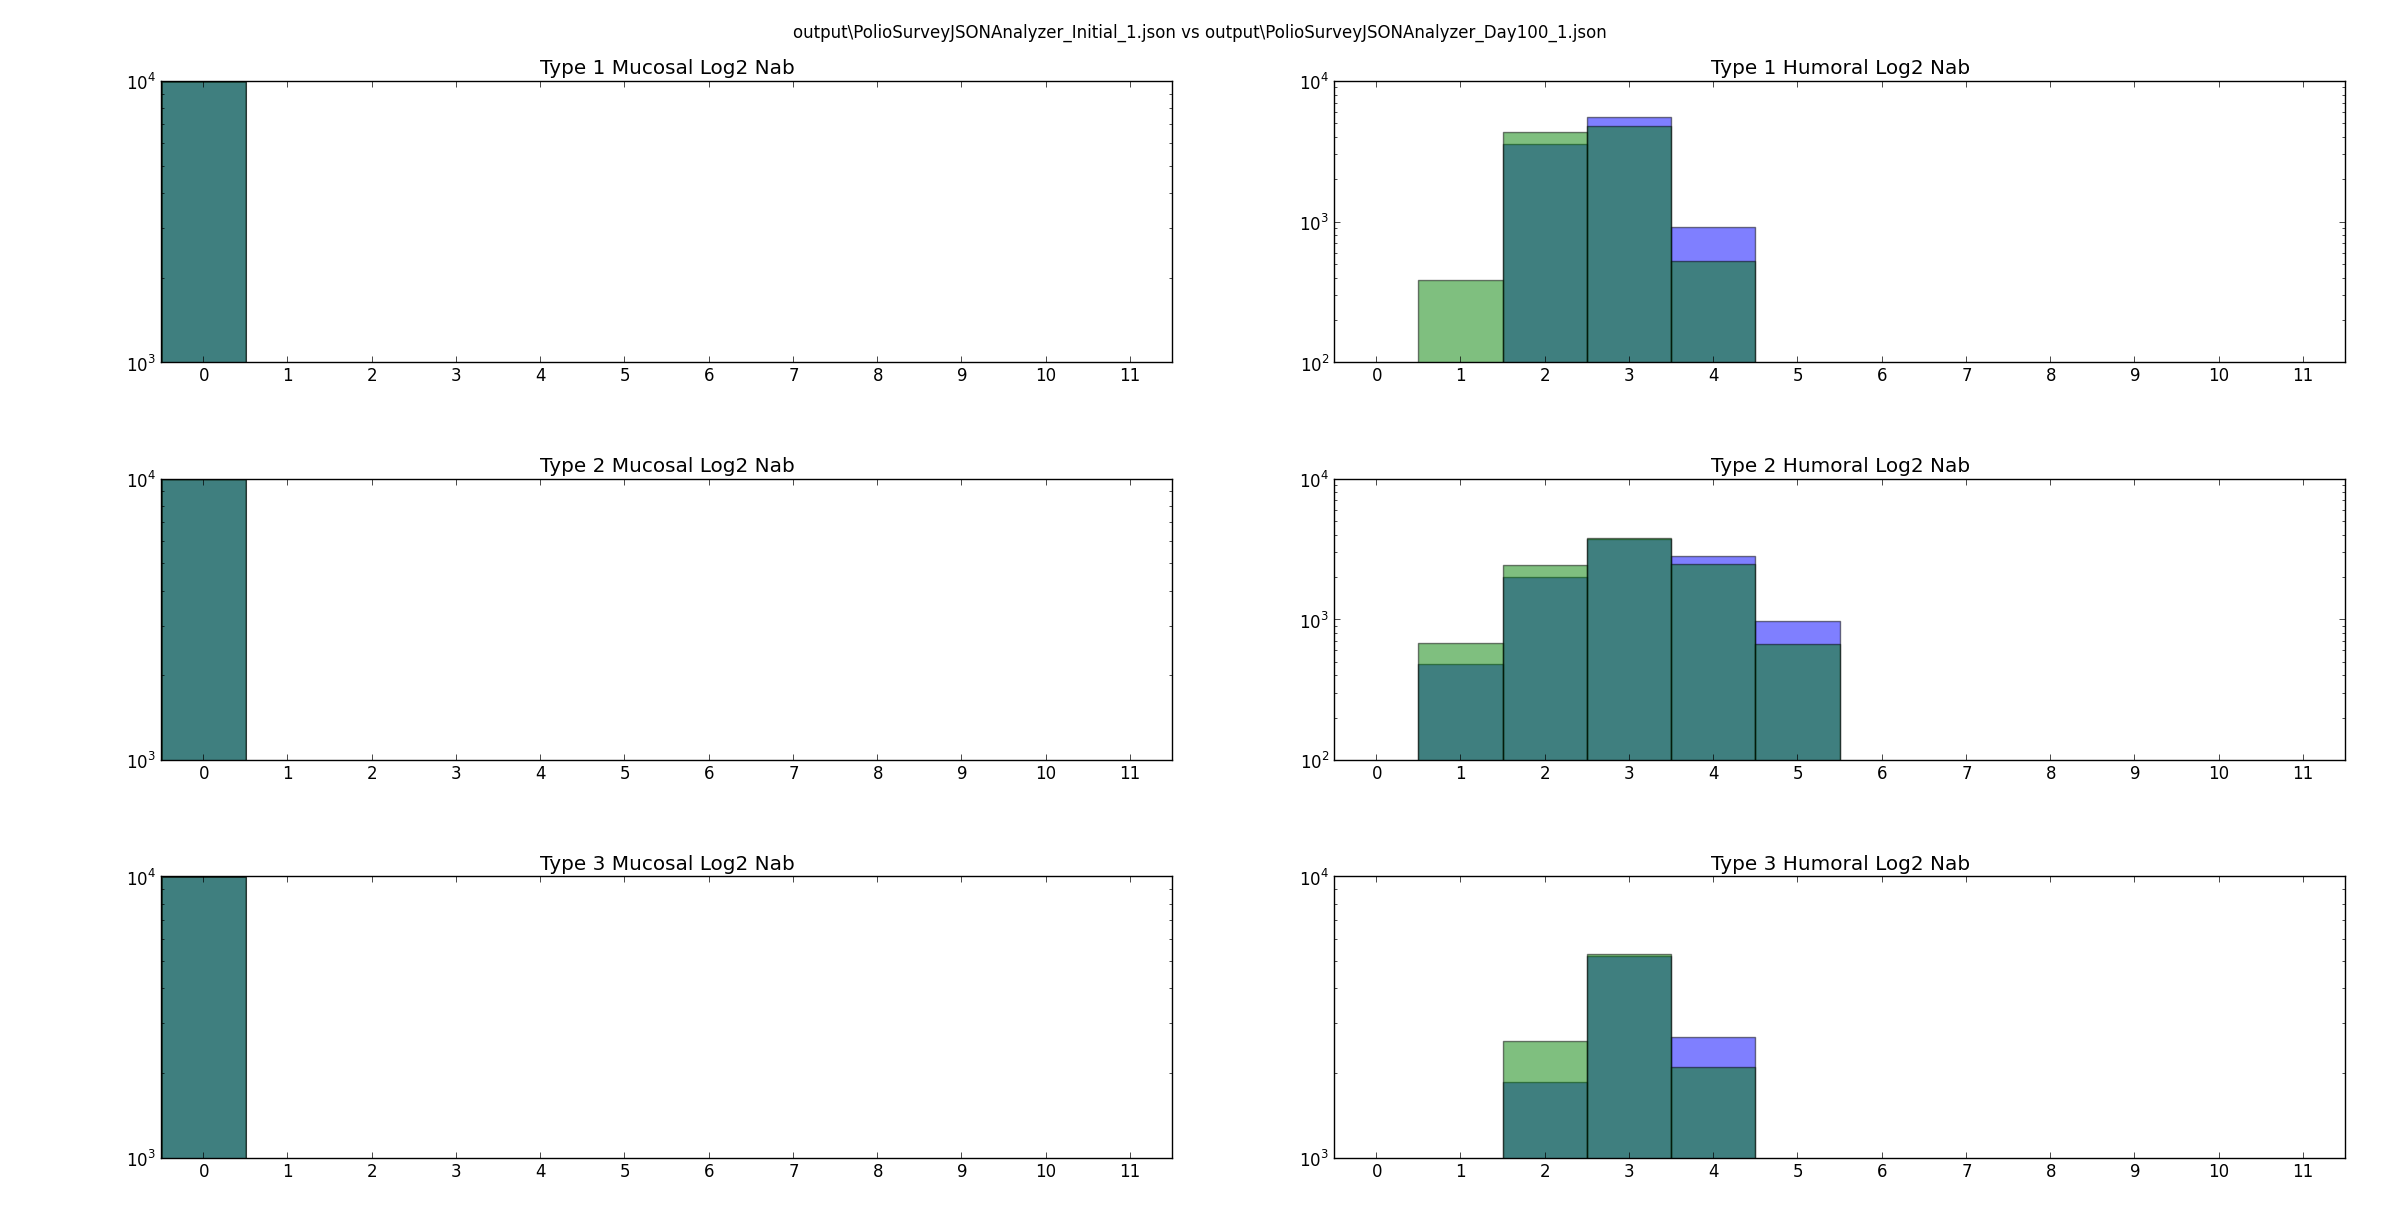 output\PolioSurveyJSONAnalyzer_Initial_1.json vs output\PolioSurveyJSONAnalyzer_Day100_1.json
Type 1 Mucosal Log2 Nab
10^4
10^3
0 1 2 3 4 5 6 7 8 9 10 11
Type 1 Humoral Log2 Nab
10^4
10^3
10^2
0 1 2 3 4 5 6 7 8 9 10 11
Type 2 Mucosal Log2 Nab
10^4
10^3
0 1 2 3 4 5 6 7 8 9 10 11
Type 2 Humoral Log2 Nab
10^4
10^3
10^2
0 1 2 3 4 5 6 7 8 9 10 11
Type 3 Mucosal Log2 Nab
10^4
10^3
0 1 2 3 4 5 6 7 8 9 10 11
Type 3 Humoral Log2 Nab
10^4
10^3
0 1 2 3 4 5 6 7 8 9 10 11